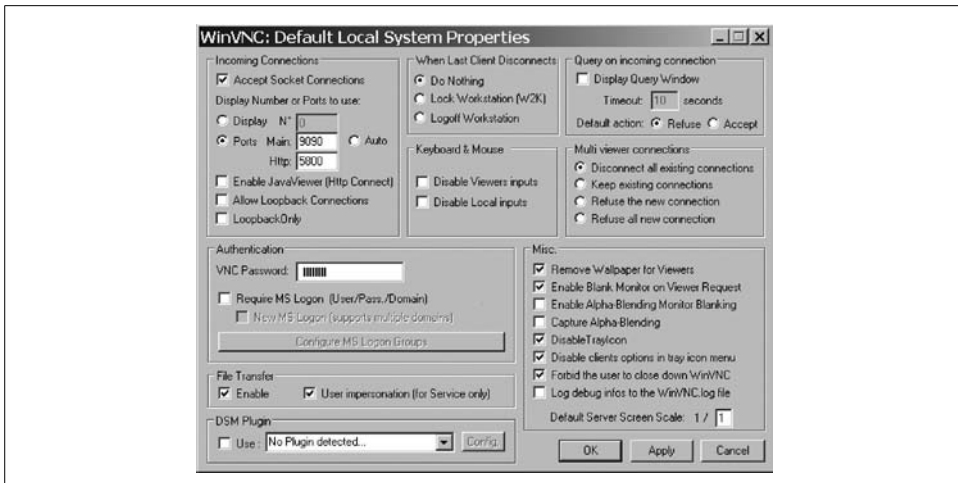 WinVNC: Default Local System Properties
Incoming Connections
Accept Socket Connections
Display Number or Ports to use:
Display N° 0
Ports Main: 9090 Auto
Http: 5800
Enable JavaViewer (Http Connect)
Allow Loopback Connections
LoopbackOnly
When Last Client Disconnects
Do Nothing
Lock Workstation (W2K)
Logoff Workstation
Keyboard & Mouse
Disable Viewers inputs
Disable Local inputs
Query on incoming connection
Display Query Window
Timeout: 10 seconds
Default action: Refuse Accept
Multi viewer connections
Disconnect all existing connections
Keep existing connections
Refuse the new connection
Refuse all new connection
Authentication
VNC Password:
Require MS Logon (User/Pass./Domain)
New MS Logon (supports multiple domains)
Configure MS Logon Groups
File Transfer
Enable User impersonation (for Service only)
DSM Plugin
Use : No Plugin detected... Config.
Misc.
Remove Wallpaper for Viewers
Enable Blank Monitor on Viewer Request
Enable Alpha-Blending Monitor Blanking
Capture Alpha-Blending
DisableTrayIcon
Disable clients options in tray icon menu
Forbid the user to close down WinVNC
Log debug infos to the WinVNC.log file
Default Server Screen Scale: 1 / 1
OK Apply Cancel